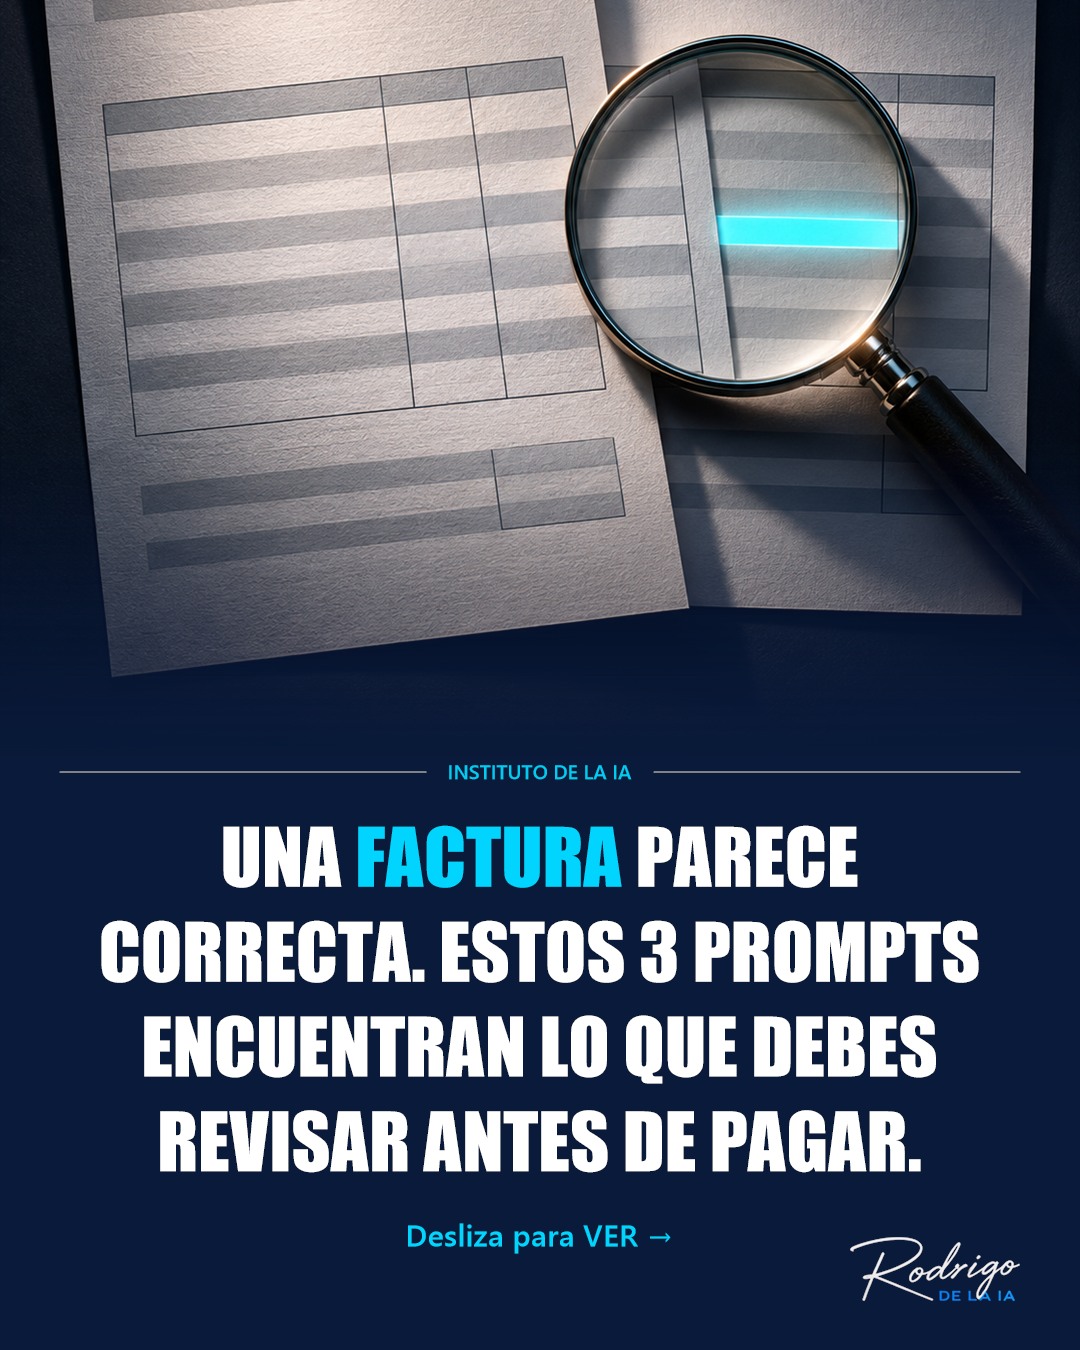 INSTITUTO DE LA IA
UNA FACTURA PARECE
CORRECTA. ESTOS 3 PROMPTS
ENCUENTRAN LO QUE DEBES
REVISAR ANTES DE PAGAR.
Desliza para VER →
Rodrigo
DE LA IA